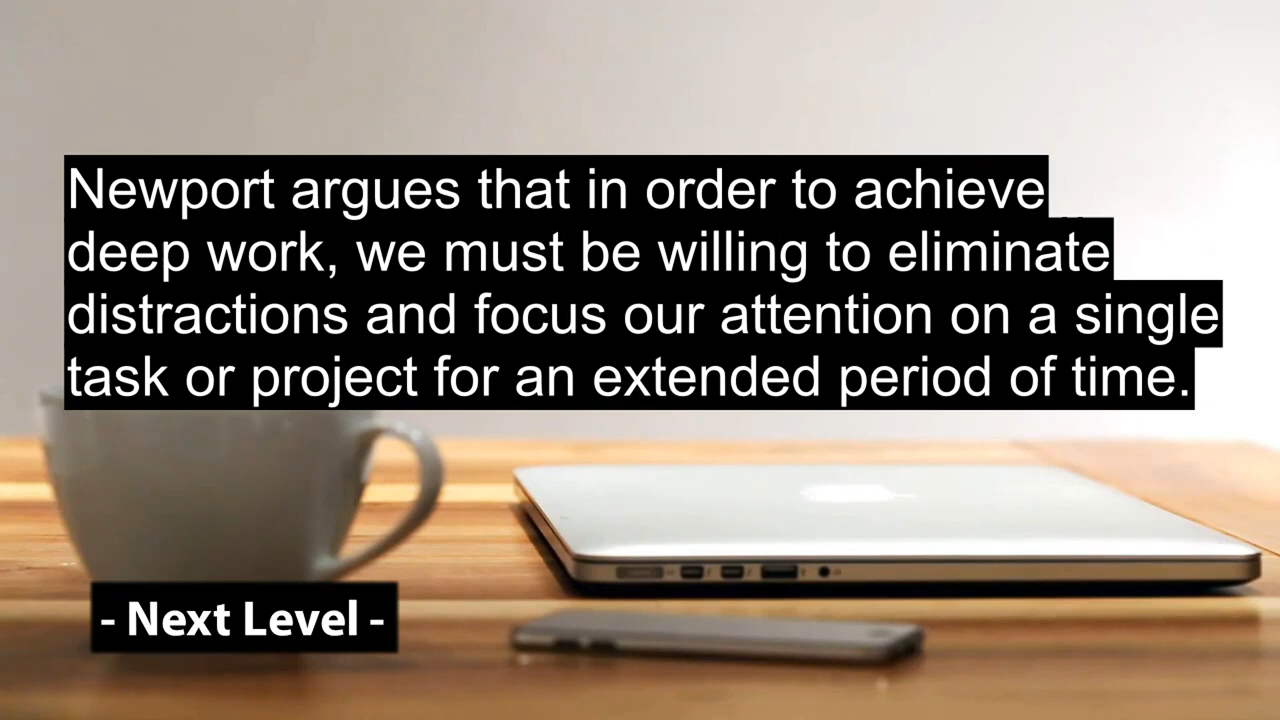 Newport argues that in order to achieve
deep work, we must be willing to eliminate
distractions and focus our attention on a single
task or project for an extended period of time.
- Next Level -